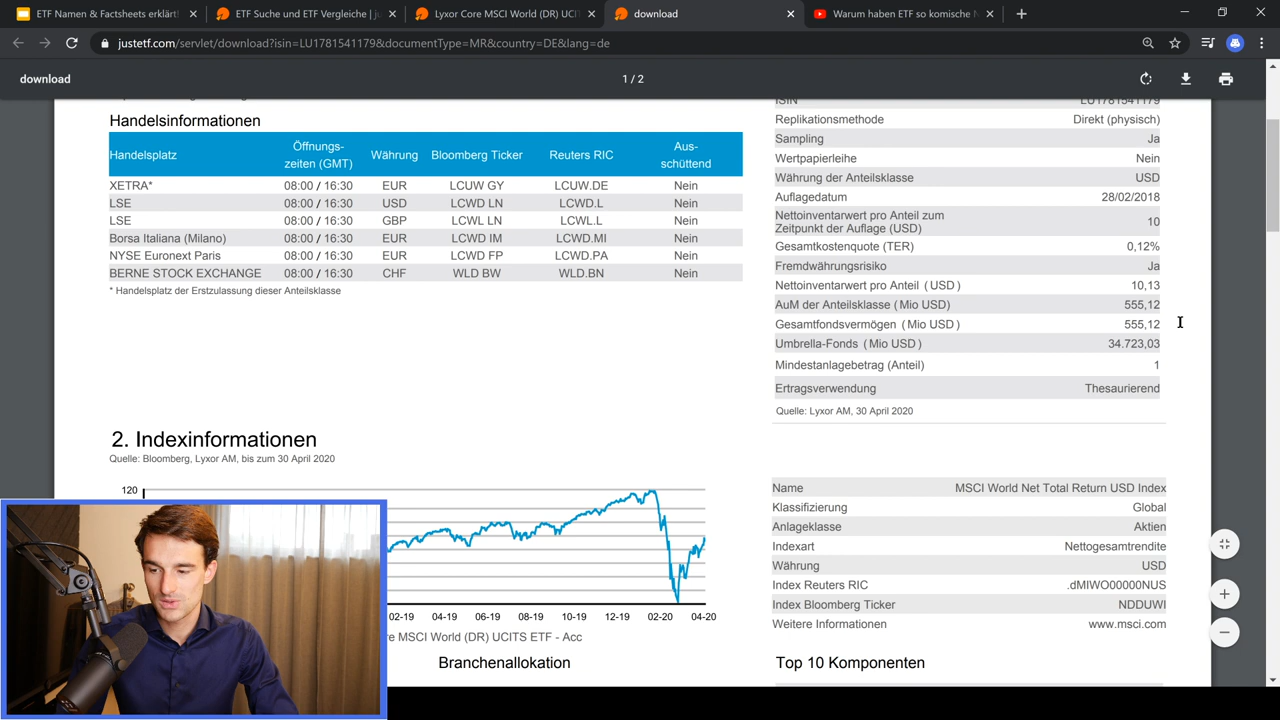 ETF Namen & Factsheets erklärt!
ETF Suche und ETF Vergleiche | ju
Lyxor Core MSCI World (DR) UCIT
download
Warum haben ETF so komische N
justetf.com/servlet/download?isin=LU1781541179&documentType=MR&country=DE&lang=de
download
1 / 2
Handelsinformationen
Handelsplatz Öffnungs-zeiten (GMT) Währung Bloomberg Ticker Reuters RIC Aus-schüttend
XETRA* 08:00 / 16:30 EUR LCUW GY LCUW.DE Nein
LSE 08:00 / 16:30 USD LCWD LN LCWD.L Nein
LSE 08:00 / 16:30 GBP LCWL LN LCWL.L Nein
Borsa Italiana (Milano) 08:00 / 16:30 EUR LCWD IM LCWD.MI Nein
NYSE Euronext Paris 08:00 / 16:30 EUR LCWD FP LCWD.PA Nein
BERNE STOCK EXCHANGE 08:00 / 16:30 CHF WLD BW WLD.BN Nein
* Handelsplatz der Erstzulassung dieser Anteilsklasse
ISIN LU1781541179
Replikationsmethode Direkt (physisch)
Sampling Ja
Wertpapierleihe Nein
Währung der Anteilsklasse USD
Auflagedatum 28/02/2018
Nettoinventarwert pro Anteil zum
Zeitpunkt der Auflage (USD) 10
Gesamtkostenquote (TER) 0,12%
Fremdwährungsrisiko Ja
Nettoinventarwert pro Anteil ( USD ) 10,13
AuM der Anteilsklasse ( Mio USD) 555,12
Gesamtfondsvermögen ( Mio USD ) 555,12
Umbrella-Fonds ( Mio USD ) 34.723,03
Mindestanlagebetrag (Anteil) 1
Ertragsverwendung Thesaurierend
Quelle: Lyxor AM, 30 April 2020
2. Indexinformationen
Quelle: Bloomberg, Lyxor AM, bis zum 30 April 2020
120
02-19 04-19 06-19 08-19 10-19 12-19 02-20 04-20
re MSCI World (DR) UCITS ETF - Acc
Name MSCI World Net Total Return USD Index
Klassifizierung Global
Anlageklasse Aktien
Indexart Nettogesamtrendite
Währung USD
Index Reuters RIC .dMIWO00000NUS
Index Bloomberg Ticker NDDUWI
Weitere Informationen www.msci.com
Branchenallokation
Top 10 Komponenten